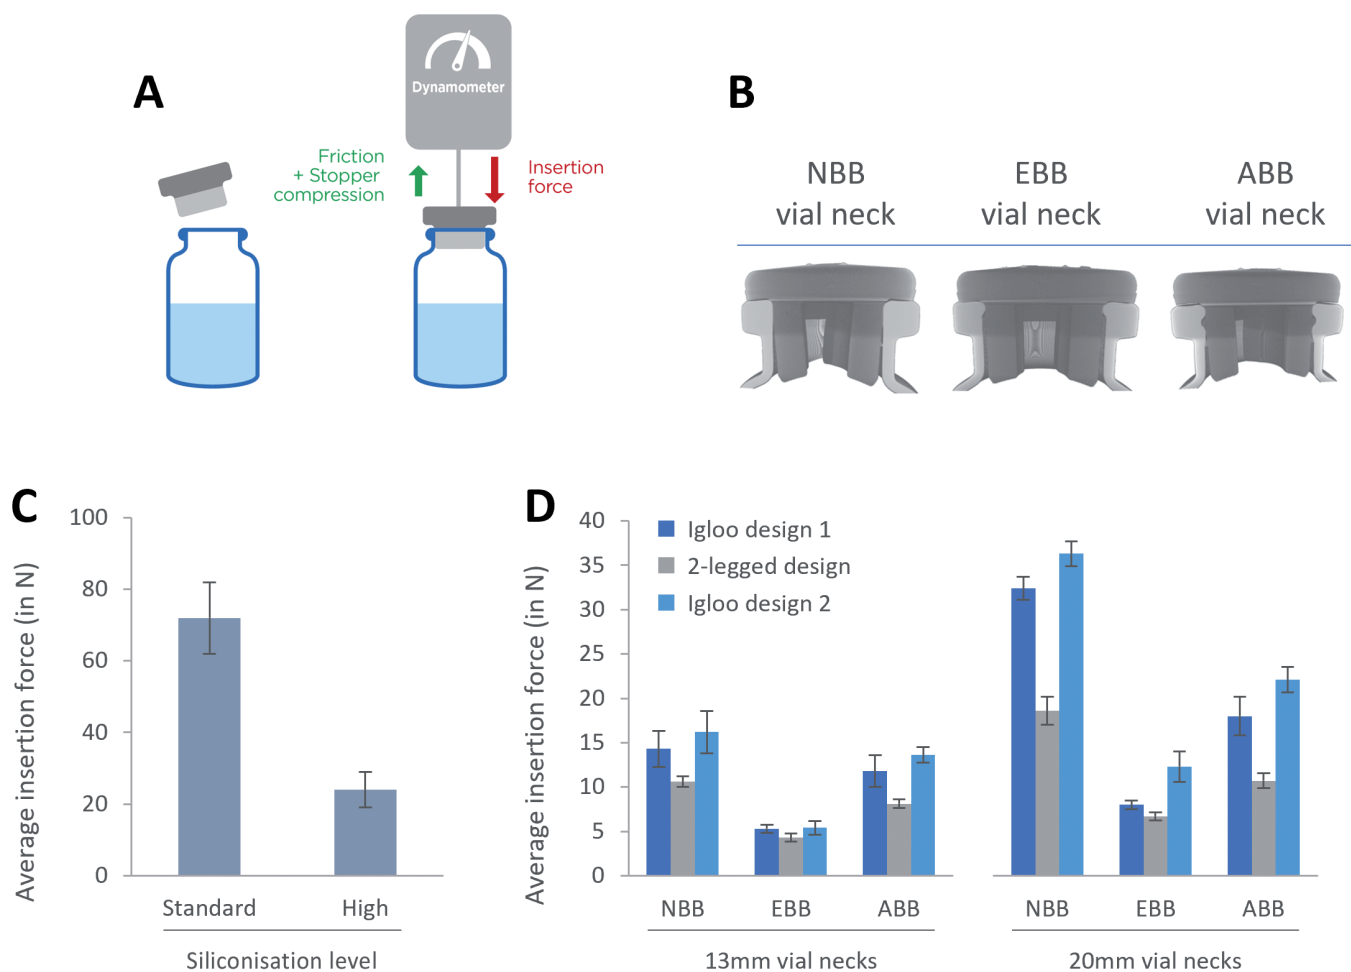 A
Dynamometer
Friction
+ Stopper
compression
Insertion
force
B
NBB
vial neck
EBB
vial neck
ABB
vial neck
C
Average insertion force (in N)
100
80
60
40
20
0
Standard
High
Siliconisation level
D
Average insertion force (in N)
40
35
30
25
20
15
10
5
0
Igloo design 1
2-legged design
Igloo design 2
NBB
EBB
ABB
13mm vial necks
NBB
EBB
ABB
20mm vial necks